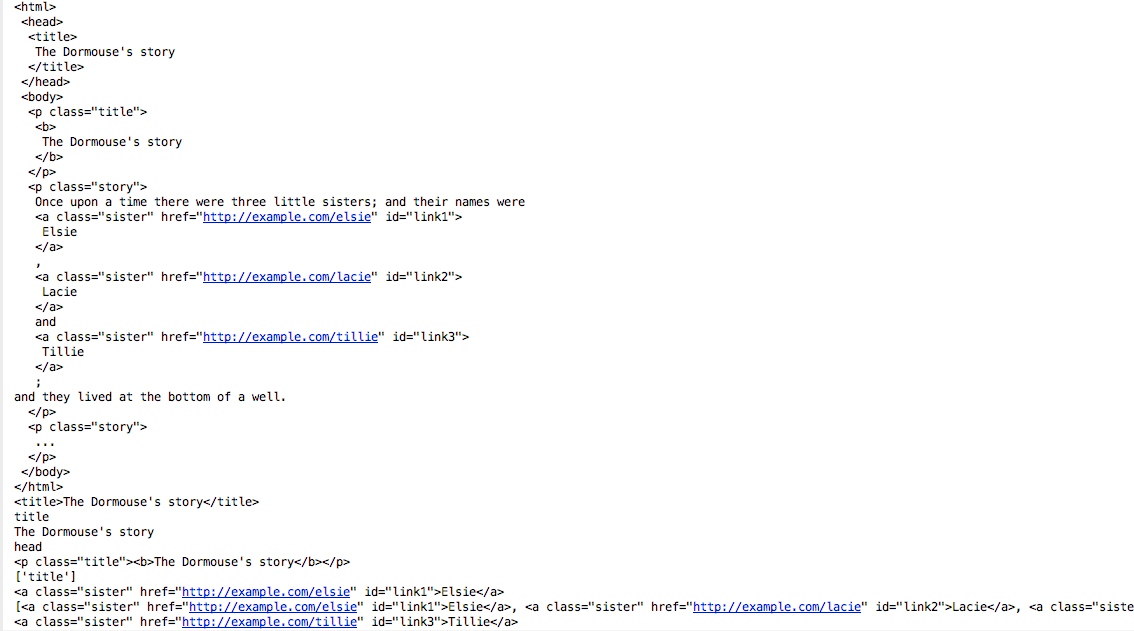 <html>
<head>
<title>
The Dormouse's story
</title>
</head>
<body>
<p class="title">
<b>
The Dormouse's story
</b>
</p>
<p class="story">
Once upon a time there were three little sisters; and their names were
<a class="sister" href="http://example.com/elsie" id="link1">
Elsie
</a>
,
<a class="sister" href="http://example.com/lacie" id="link2">
Lacie
</a>
and
<a class="sister" href="http://example.com/tillie" id="link3">
Tillie
</a>
;
and they lived at the bottom of a well.
</p>
<p class="story">
...
</p>
</body>
</html>
<title>The Dormouse's story</title>
title
The Dormouse's story
head
<p class="title"><b>The Dormouse's story</b></p>
['title']
<a class="sister" href="http://example.com/elsie" id="link1">Elsie</a>
[<a class="sister" href="http://example.com/elsie" id="link1">Elsie</a>, <a class="sister" href="http://example.com/lacie" id="link2">Lacie</a>, <a class="siste
<a class="sister" href="http://example.com/tillie" id="link3">Tillie</a>